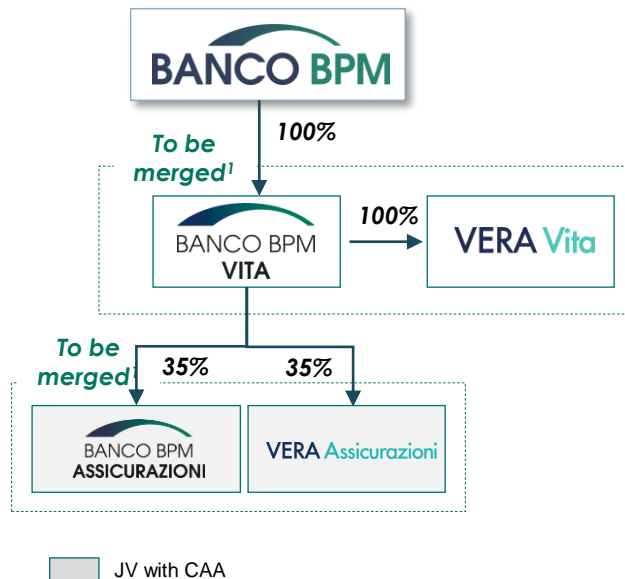 BANCO BPM
100%
To be
merged¹
BANCO BPM
VITA
100%
VERA Vita
To be
merged¹
35%
35%
BANCO BPM
ASSICURAZIONI
VERA Assicurazioni
JV with CAA